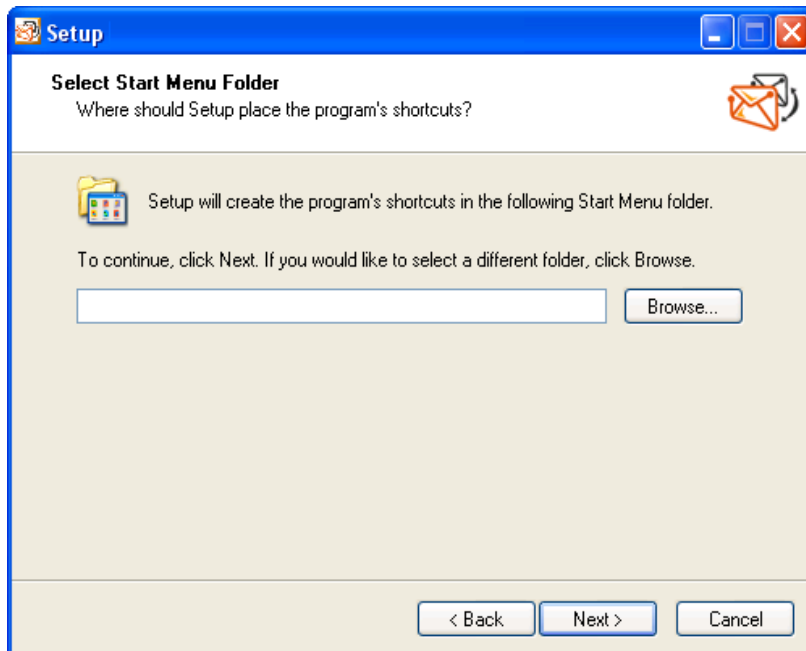 Setup
Select Start Menu Folder
Where should Setup place the program's shortcuts?
Setup will create the program's shortcuts in the following Start Menu folder.
To continue, click Next. If you would like to select a different folder, click Browse.
Browse...
< Back
Next >
Cancel